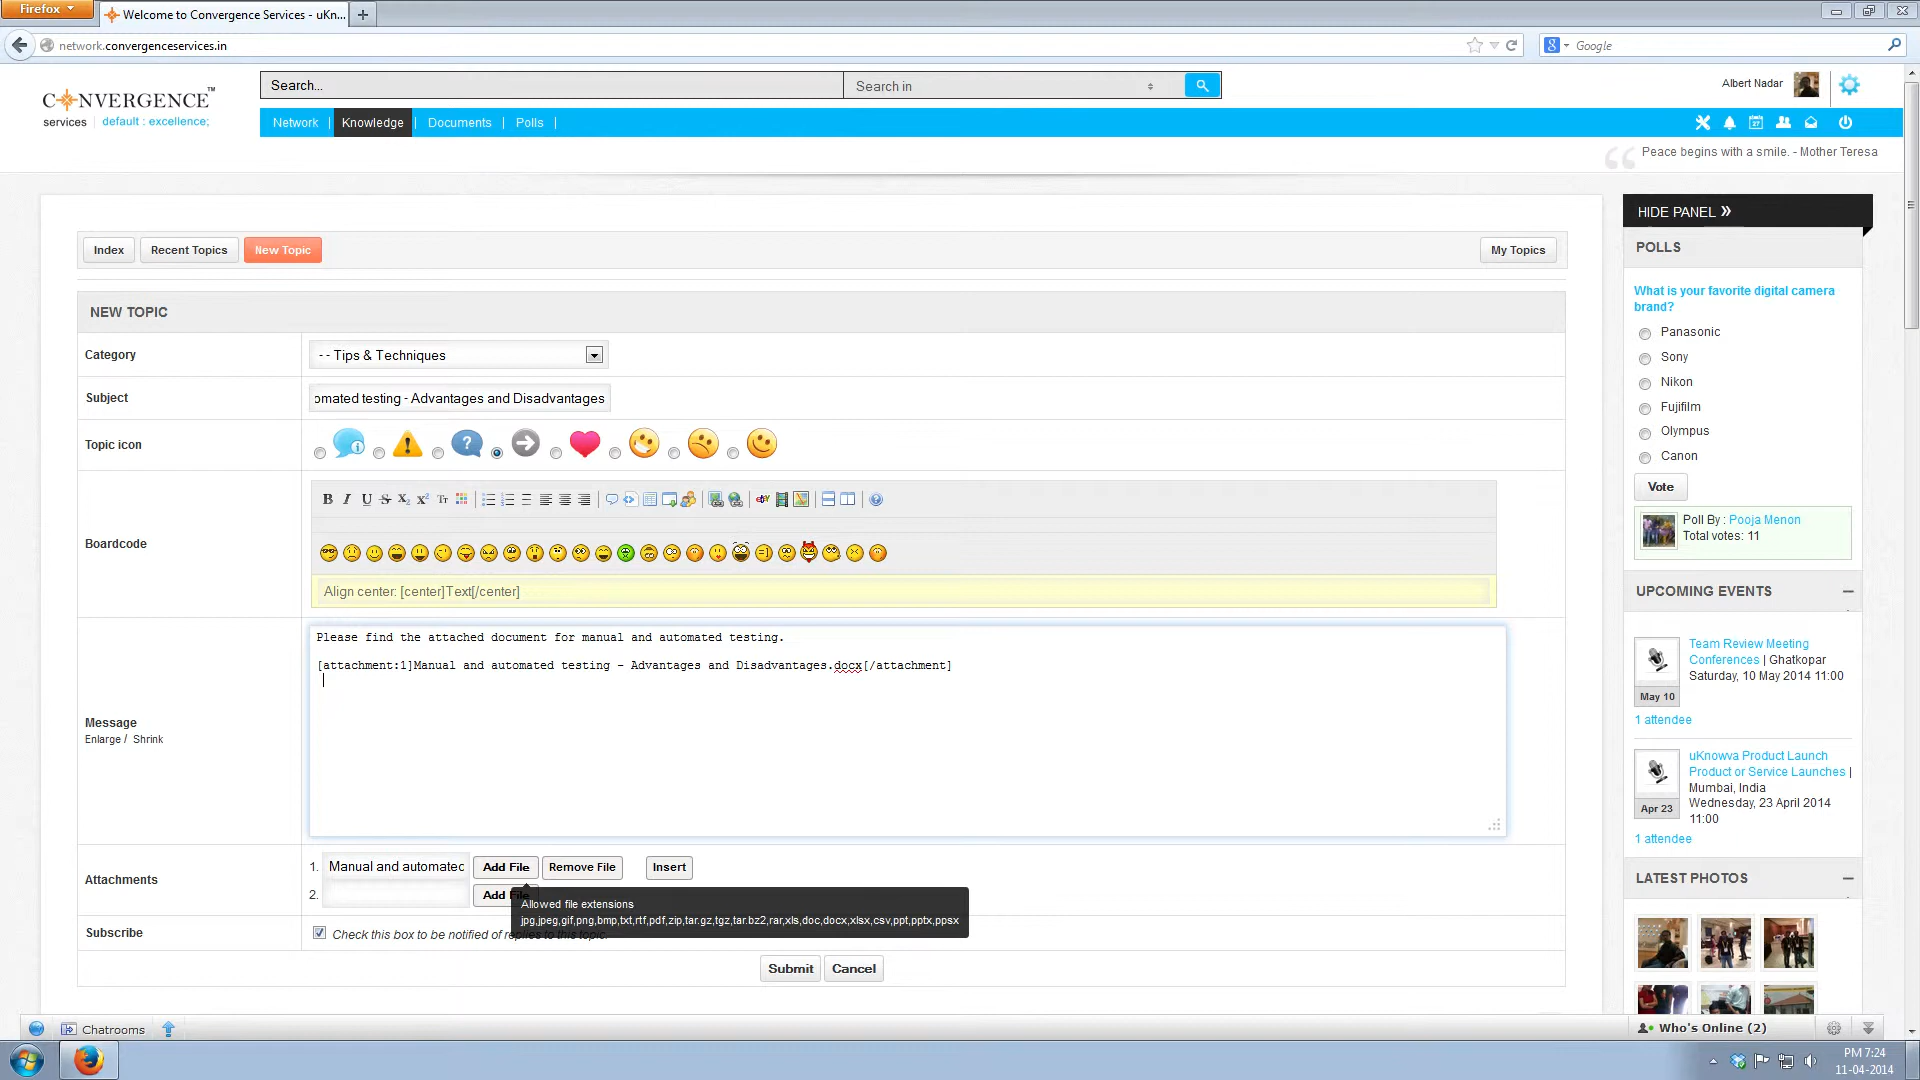 Firefox
Welcome to Convergence Services - uKn...
network.convergenceservices.in
Google
CONVERGENCE™
services | default : excellence;
Search...
Search in
Albert Nadar
Network | Knowledge | Documents | Polls |
27
Peace begins with a smile. - Mother Teresa
Index
Recent Topics
New Topic
My Topics
NEW TOPIC
Category
- - Tips & Techniques
Subject
omated testing - Advantages and Disadvantages
Topic icon
Boardcode
Align center: [center]Text[/center]
Message
Enlarge / Shrink
Please find the attached document for manual and automated testing.
[attachment:1]Manual and automated testing - Advantages and Disadvantages.docx[/attachment]
Attachments
1. Manual and automatec
Add File
Remove File
Insert
2.
Allowed file extensions
jpg,jpeg,gif,png,bmp,txt,rtf,pdf,zip,tar.gz,tgz,tar.bz2,rar,xls,doc,docx,xlsx,csv,ppt,pptx,ppsx
Subscribe
Check this box to be notified of replies to this topic.
Submit
Cancel
HIDE PANEL »
POLLS
What is your favorite digital camera
brand?
Panasonic
Sony
Nikon
Fujifilm
Olympus
Canon
Vote
Poll By : Pooja Menon
Total votes: 11
UPCOMING EVENTS
May 10
Team Review Meeting
Conferences | Ghatkopar
Saturday, 10 May 2014 11:00
1 attendee
Apr 23
uKnowva Product Launch
Product or Service Launches |
Mumbai, India
Wednesday, 23 April 2014
11:00
1 attendee
LATEST PHOTOS
Chatrooms
Who's Online (2)
PM 7:24
11-04-2014